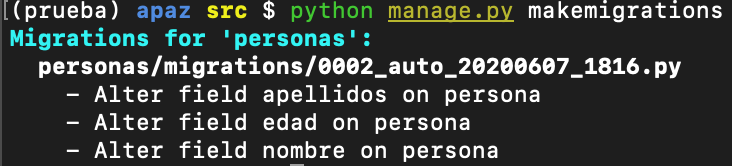 (prueba) apaz src $ python manage.py makemigrations
Migrations for 'personas':
  personas/migrations/0002_auto_20200607_1816.py
    - Alter field apellidos on persona
    - Alter field edad on persona
    - Alter field nombre on persona